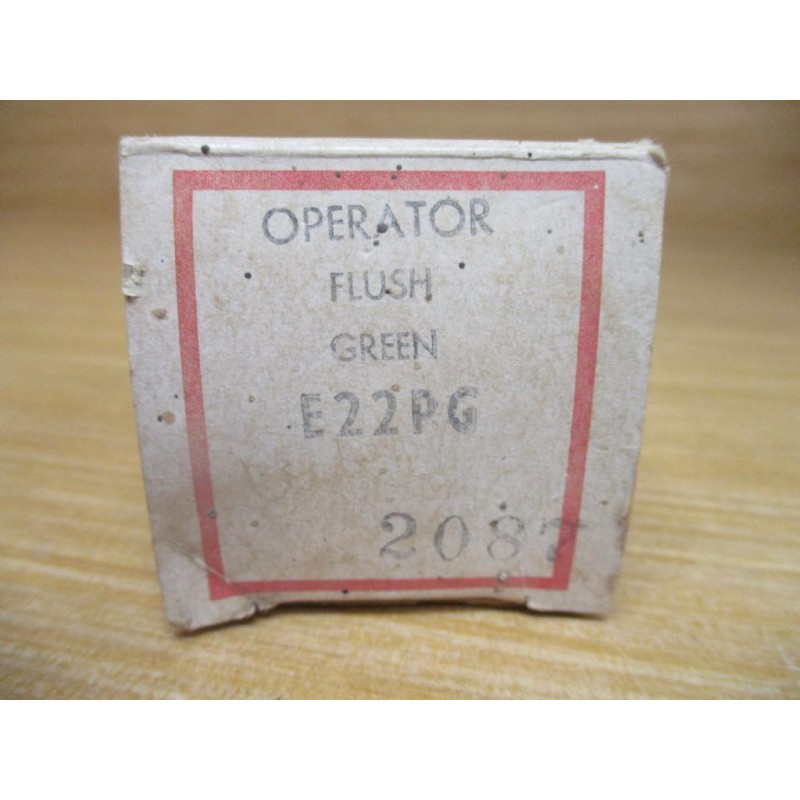 OPERATOR
FLUSH
GREEN
E22PG
2087